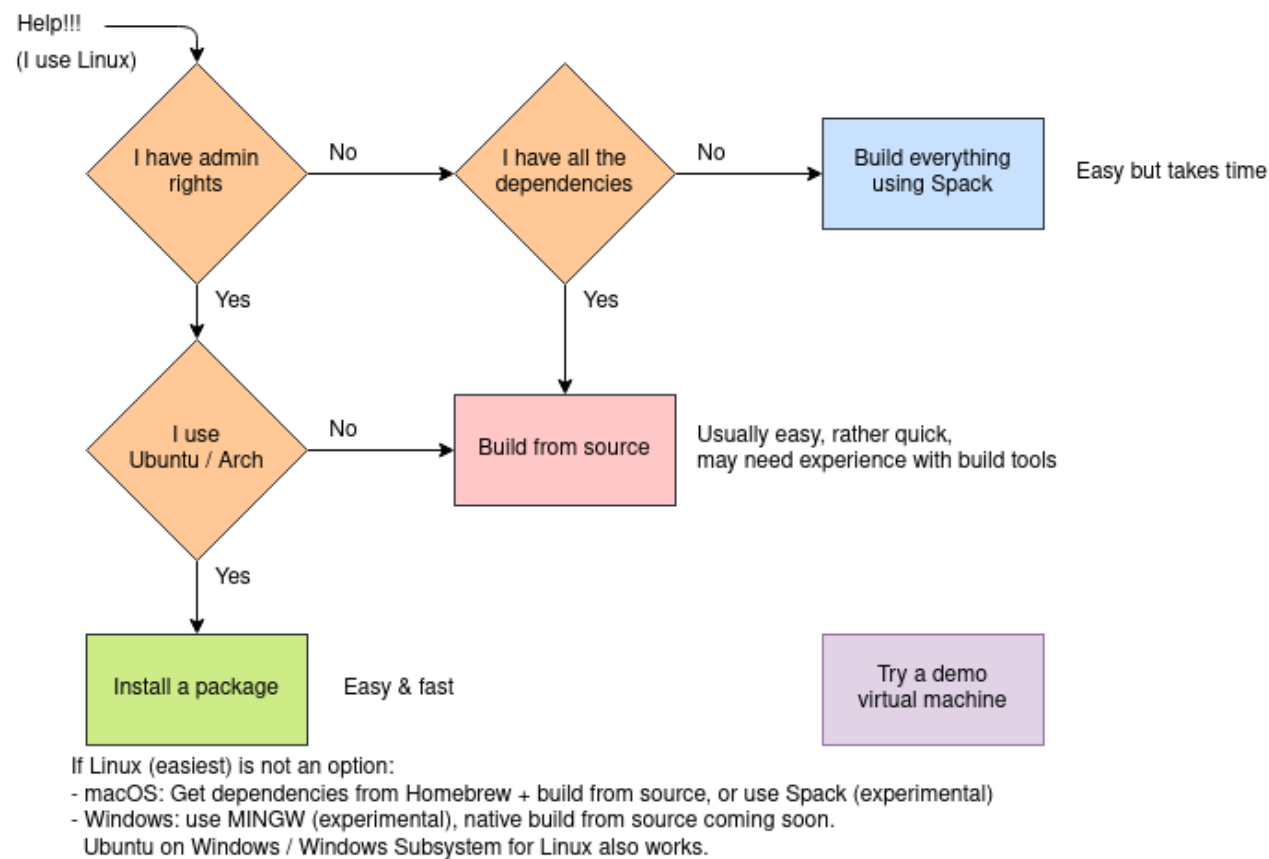 Help!!!
(I use Linux)
I have admin
rights
No
I have all the
dependencies
No
Build everything
using Spack
Easy but takes time
Yes
Yes
I use
Ubuntu / Arch
No
Build from source
Usually easy, rather quick,
may need experience with build tools
Yes
Install a package
Easy & fast
Try a demo
virtual machine
If Linux (easiest) is not an option:
- macOS: Get dependencies from Homebrew + build from source, or use Spack (experimental)
- Windows: use MINGW (experimental), native build from source coming soon.
Ubuntu on Windows / Windows Subsystem for Linux also works.